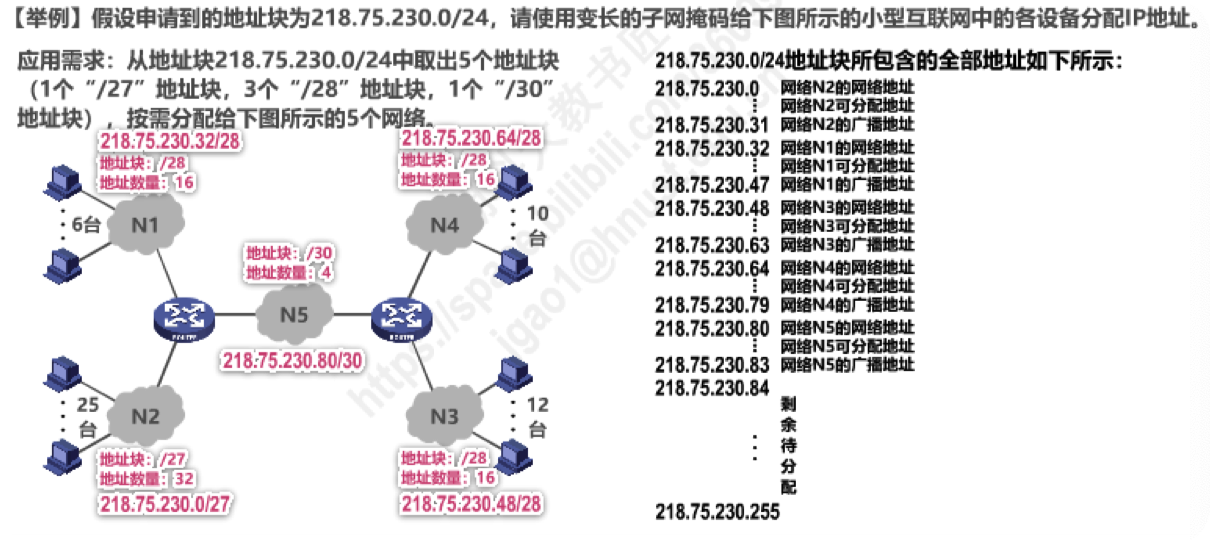 【举例】假设申请到的地址块为218.75.230.0/24，请使用变长的子网掩码给下图所示的小型互联网中的各设备分配IP地址。
应用需求：从地址块218.75.230.0/24中取出5个地址块
（1个“/27”地址块，3个“/28”地址块，1个“/30”
地址块），按需分配给下图所示的5个网络。
218.75.230.32/28
地址块：/28
地址数量：16
6台
N1
218.75.230.64/28
地址块：/28
地址数量：16
N4
10
台
地址块：/30
地址数量：4
N5
218.75.230.80/30
25
台
N2
地址块：/27
地址数量：32
218.75.230.0/27
N3
12
台
地址块：/28
地址数量：16
218.75.230.48/28
218.75.230.0/24地址块所包含的全部地址如下所示：
218.75.230.0 网络N2的网络地址
网络N2可分配地址
218.75.230.31 网络N2的广播地址
218.75.230.32 网络N1的网络地址
网络N1可分配地址
218.75.230.47 网络N1的广播地址
218.75.230.48 网络N3的网络地址
网络N3可分配地址
218.75.230.63 网络N3的广播地址
218.75.230.64 网络N4的网络地址
网络N4可分配地址
218.75.230.79 网络N4的广播地址
218.75.230.80 网络N5的网络地址
网络N5可分配地址
218.75.230.83 网络N5的广播地址
218.75.230.84
剩
余
待
分
配
218.75.230.255